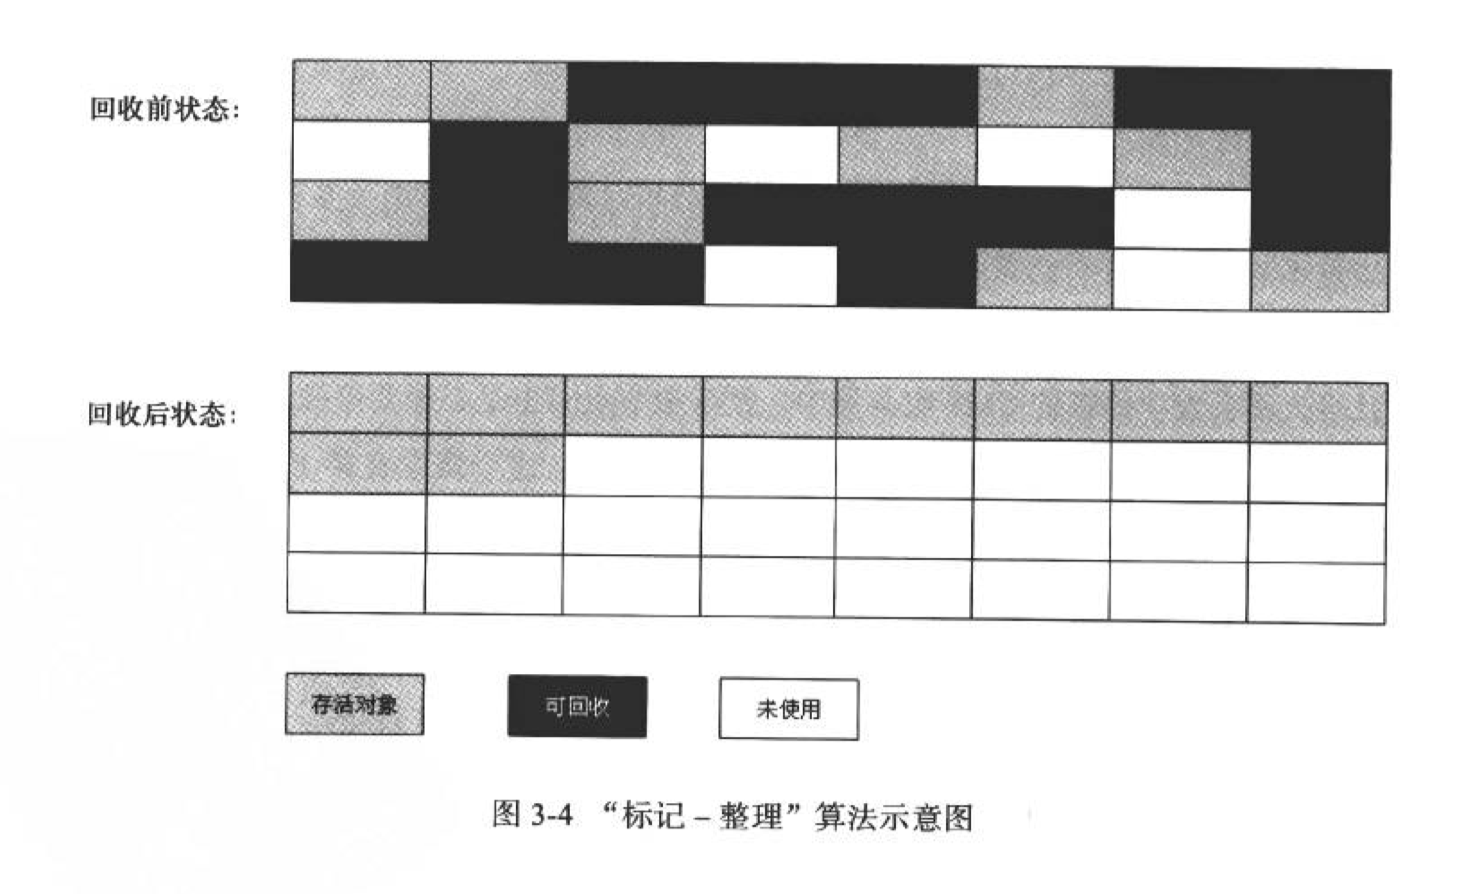 回收前状态：
回收后状态：
存活对象
可回收
未使用
图 3-4 “标记 – 整理”算法示意图